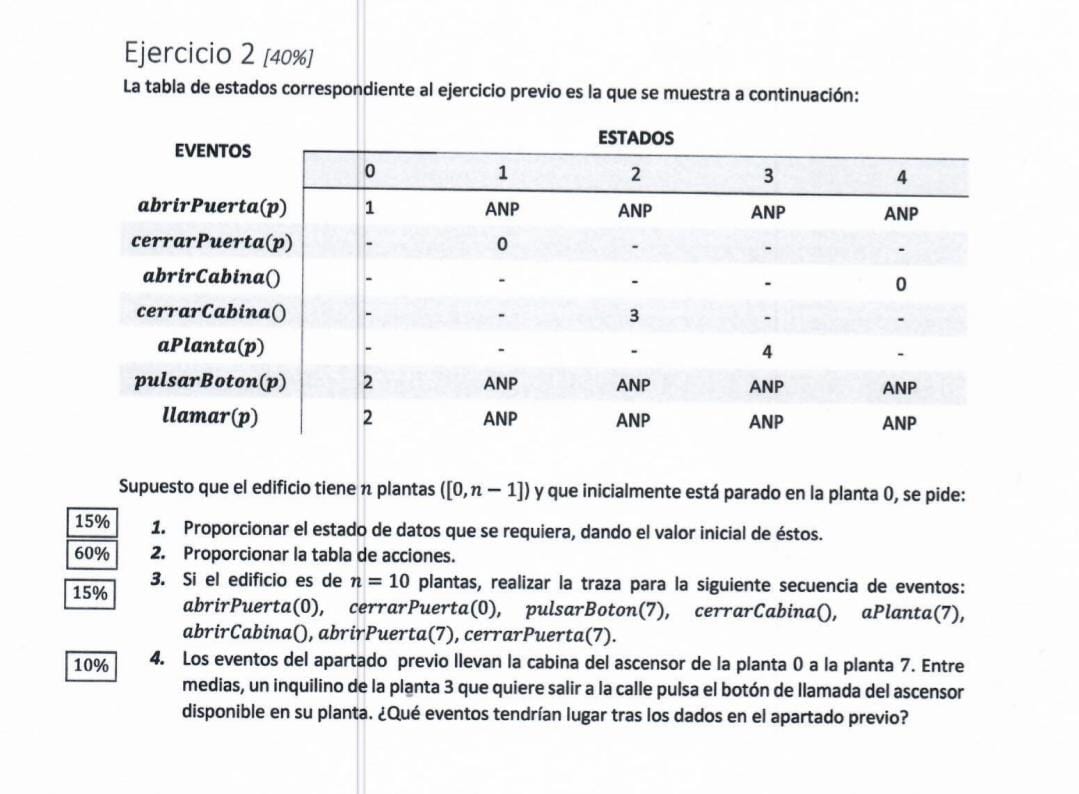 Ejercicio 2 [40%]
La tabla de estados correspondiente al ejercicio previo es la que se muestra a continuación:
ESTADOS
EVENTOS
0 1 2 3 4
abrirPuerta(p) 1 ANP ANP ANP ANP
cerrarPuerta(p) - 0 - - -
abrirCabina() - - - - 0
cerrarCabina() - - 3 - -
aPlanta(p) - - - 4 -
pulsarBoton(p) 2 ANP ANP ANP ANP
llamar(p) 2 ANP ANP ANP ANP
Supuesto que el edificio tiene n plantas ([0, n − 1]) y que inicialmente está parado en la planta 0, se pide:
15% 1. Proporcionar el estado de datos que se requiera, dando el valor inicial de éstos.
60% 2. Proporcionar la tabla de acciones.
15% 3. Si el edificio es de n = 10 plantas, realizar la traza para la siguiente secuencia de eventos:
abrirPuerta(0), cerrarPuerta(0), pulsarBoton(7), cerrarCabina(), aPlanta(7),
abrirCabina(), abrirPuerta(7), cerrarPuerta(7).
10% 4. Los eventos del apartado previo llevan la cabina del ascensor de la planta 0 a la planta 7. Entre
medias, un inquilino de la planta 3 que quiere salir a la calle pulsa el botón de llamada del ascensor
disponible en su planta. ¿Qué eventos tendrían lugar tras los dados en el apartado previo?